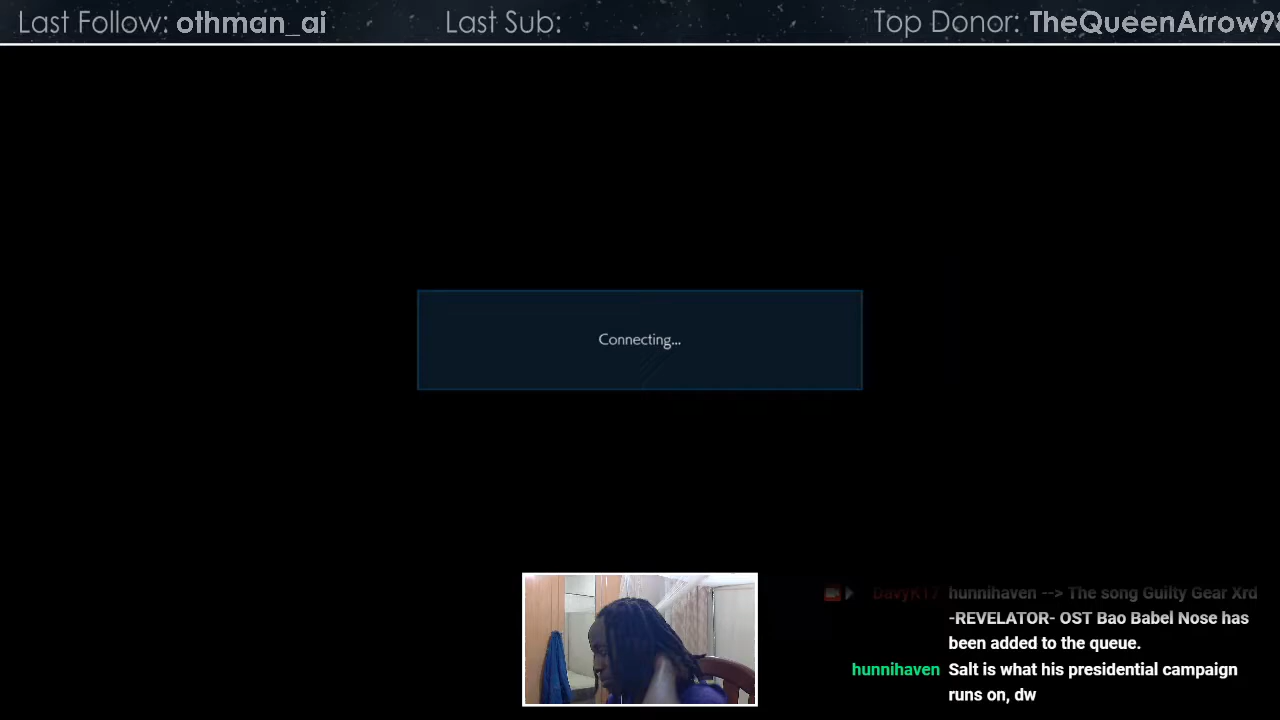 Last Follow: othman_ai
Last Sub:
Top Donor: TheQueenArrow9
Connecting...
DavyK17 hunnihaven --> The song Guilty Gear Xrd
-REVELATOR- OST Bao Babel Nose has
been added to the queue.
hunnihaven Salt is what his presidential campaign
runs on, dw